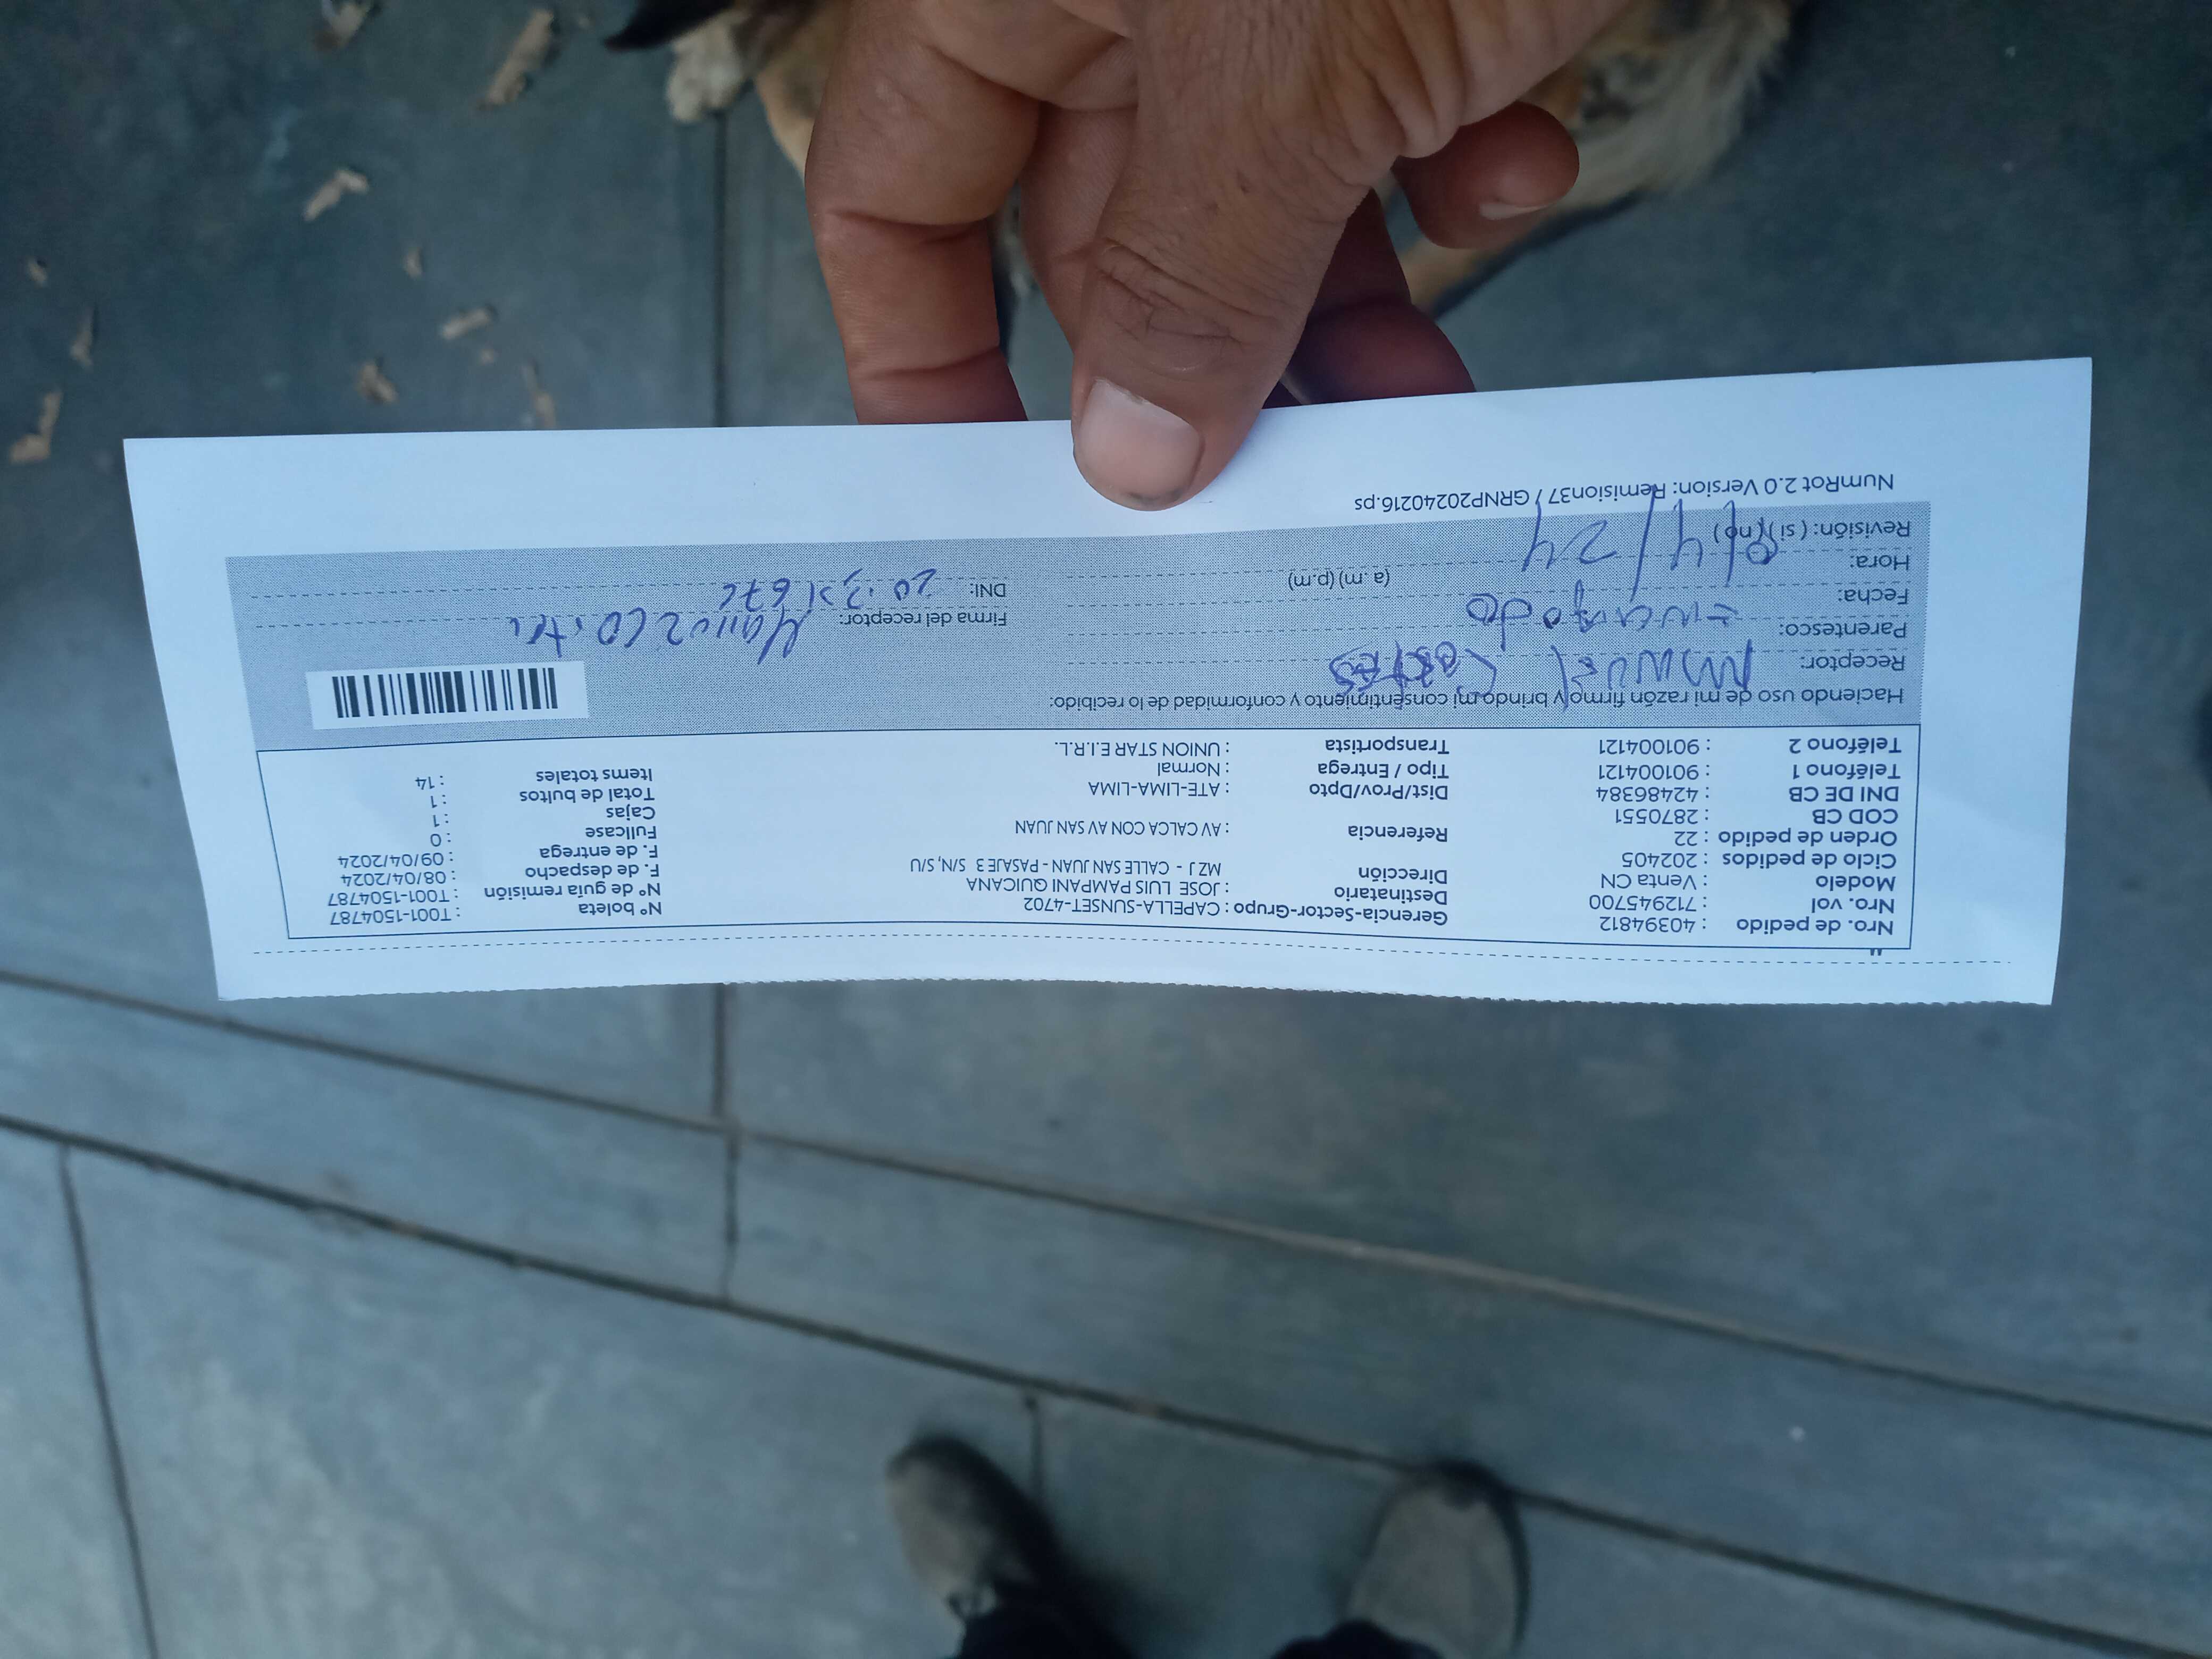 Nro. de pedido : 40394812
Nro. vol : 712945700
Modelo : Venta CN
Ciclo de pedidos : 202405
Orden de pedido : 22
COD CB : 2870551
DNI DE CB : 42486384
Teléfono 1 : 901004121
Teléfono 2 : 901004121
Gerencia-Sector-Grupo : CAPELLA-SUNSET-4702
Destinatario : JOSE LUIS PAMPANI QUICANA
Dirección MZ J - CALLE SAN JUAN - PASAJE 3 S/N, S/U
Referencia : AV CALCA CON AV SAN JUAN
Dist/Prov/Dpto : ATE-LIMA-LIMA
Tipo / Entrega : Normal
Transportista : UNION STAR E.I.R.L.
N° boleta : T001-1504787
N° de guía remisión : T001-1504787
F. de despacho : 08/04/2024
F. de entrega : 09/04/2024
Fullcase : 0
Cajas : 1
Total de bultos : 1
Items totales : 14
Haciendo uso de mi razón firmo y brindo mi consentimiento y conformidad de lo recibido:
Receptor: MANUEL
Parentesco: Encargado
Fecha:
Hora: (a.m) (p.m)
Revisión: (si) (no) /4/24
Firma del receptor:
DNI:
NumRot 2.0 Version: Remision37 / GRNP20240216.ps